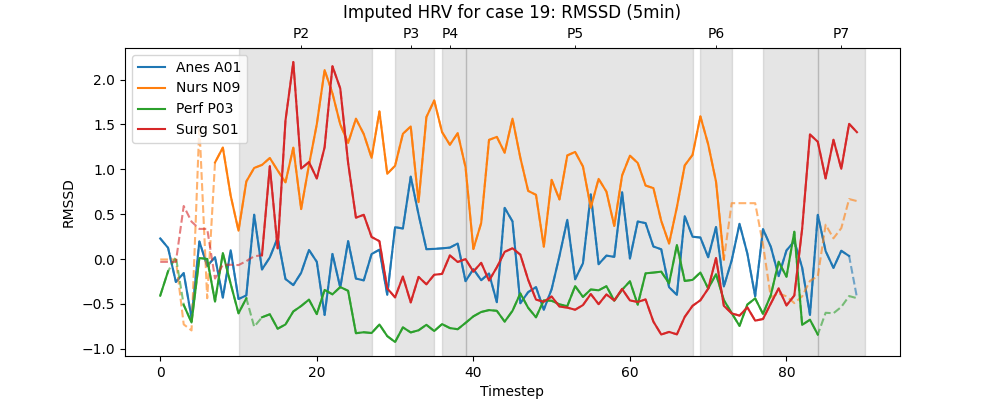 Imputed HRV for case 19: RMSSD (5min)
P2 P3 P4 P5 P6 P7
Anes A01
Nurs N09
Perf P03
Surg S01
2.0
1.5
1.0
0.5
0.0
−0.5
−1.0
RMSSD
0 20 40 60 80
Timestep